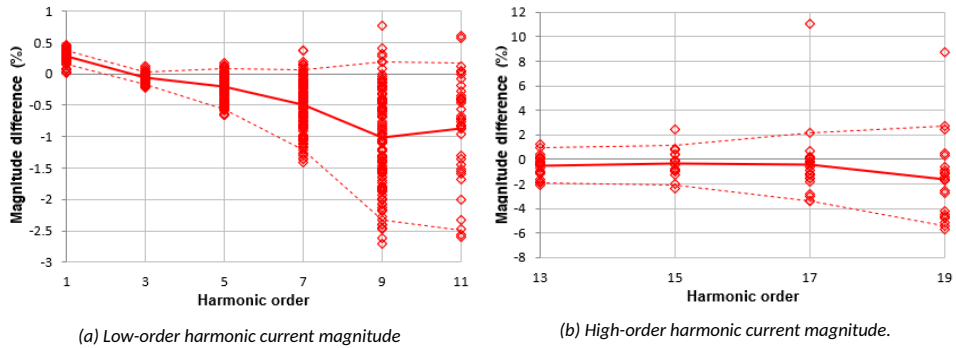 1
0.5
0
-0.5
-1
-1.5
-2
-2.5
-3
Magnitude difference (%)
1 3 5 7 9 11
Harmonic order
(a) Low-order harmonic current magnitude
12
10
8
6
4
2
0
-2
-4
-6
-8
Magnitude difference (%)
13 15 17 19
Harmonic order
(b) High-order harmonic current magnitude.